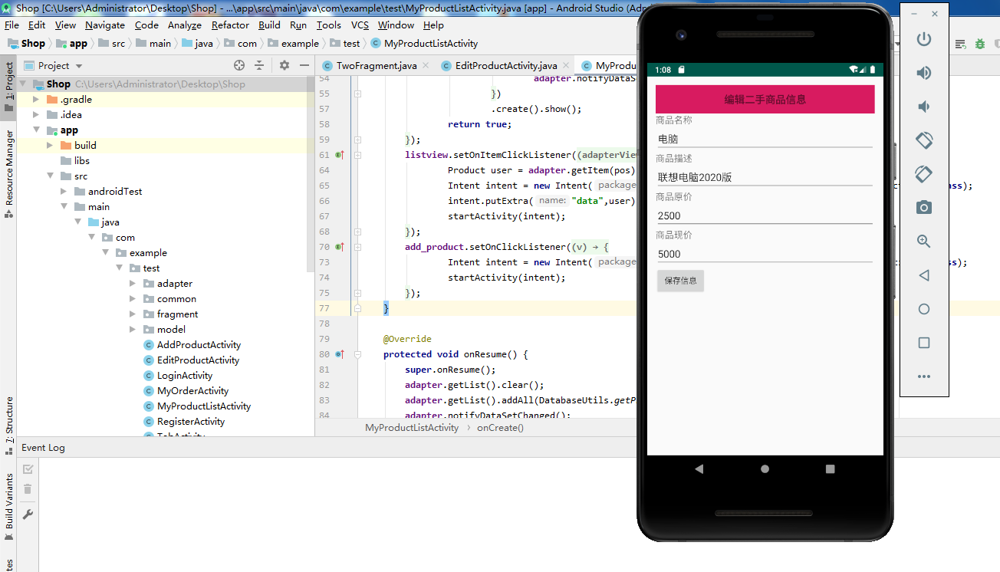 Shop [C:\Users\Administrator\Desktop\Shop] - ...\app\src\main\java\com\example\test\MyProductListActivity.java [app] - Android Studio
File Edit View Navigate Code Analyze Refactor Build Run Tools VCS Window Help
Shop app src main java com example test MyProductListActivity
Project
TwoFragment.java EditProductActivity.java
1: Project
Resource Manager
7: Structure
Build Variants
Shop C:\Users\Administrator\Desktop\Shop
.gradle
.idea
app
build
libs
src
androidTest
main
java
com
example
test
adapter
common
fragment
model
AddProductActivity
EditProductActivity
LoginActivity
MyOrderActivity
MyProductListActivity
RegisterActivity
TabActivity
54 adapter.notifyDataS
55 })
57 .create().show();
58 return true;
59 });
61 listview.setOnItemClickListener((adapterView
64 Product user = adapter.getItem(pos)
65 Intent intent = new Intent( package
66 intent.putExtra( name: "data",user)
67 startActivity(intent);
68 });
70 add_product.setOnClickListener((v) → {
73 Intent intent = new Intent( package
74 startActivity(intent);
75 });
77 }
78
79 @Override
80 protected void onResume() {
81 super.onResume();
82 adapter.getList().clear();
83 adapter.getList().addAll(DatabaseUtils.getP
84 adapter.notifyDataSetChanged();
MyProductListActivity › onCreate()
Event Log
1:08
编辑二手商品信息
商品名称
电脑
商品描述
联想电脑2020版
商品原价
2500
商品现价
5000
保存信息